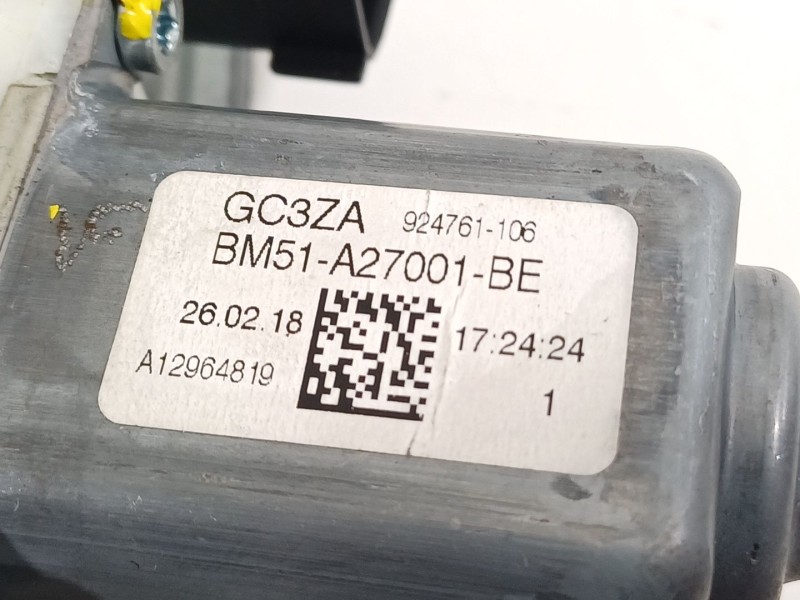 GC3ZA 924761-106
BM51-A27001-BE
26.02.18 17:24:24
A12964819
1